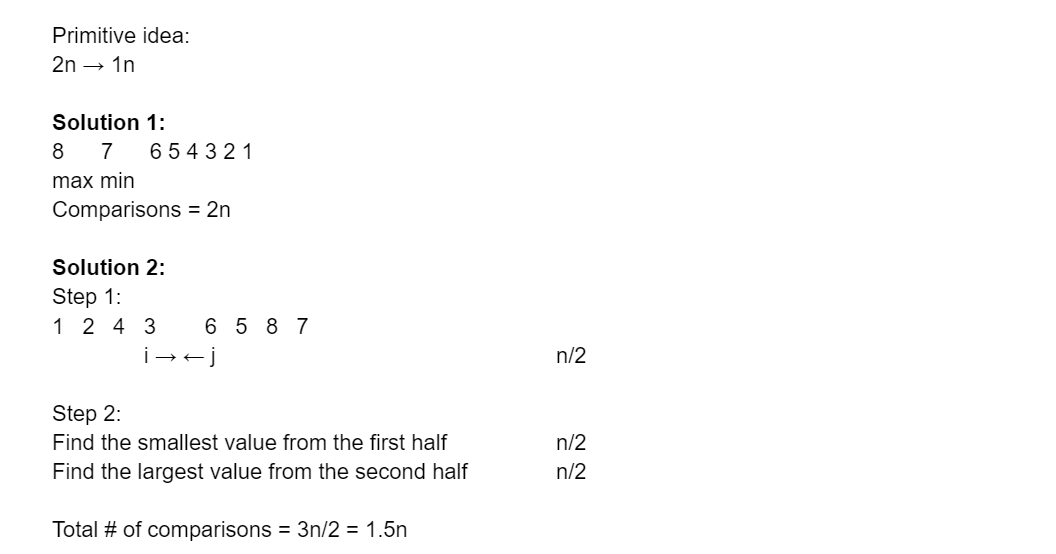 Primitive idea:
2n → 1n
Solution 1:
8 7 6 5 4 3 2 1
max min
Comparisons = 2n
Solution 2:
Step 1:
1 2 4 3 6 5 8 7
i → ← j n/2
Step 2:
Find the smallest value from the first half n/2
Find the largest value from the second half n/2
Total # of comparisons = 3n/2 = 1.5n